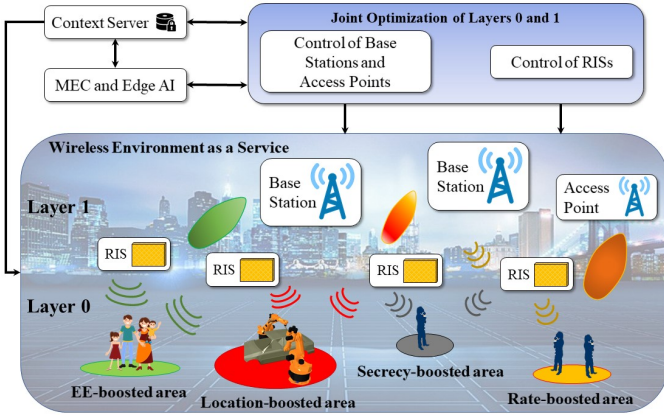 Context Server
MEC and Edge AI
Joint Optimization of Layers 0 and 1
Control of Base
Stations and
Access Points
Control of RISs
Wireless Environment as a Service
Base
Station
Base
Station
Access
Point
Layer 1
RIS
RIS
RIS
RIS
Layer 0
EE-boosted area
Location-boosted area
Secrecy-boosted area
Rate-boosted area